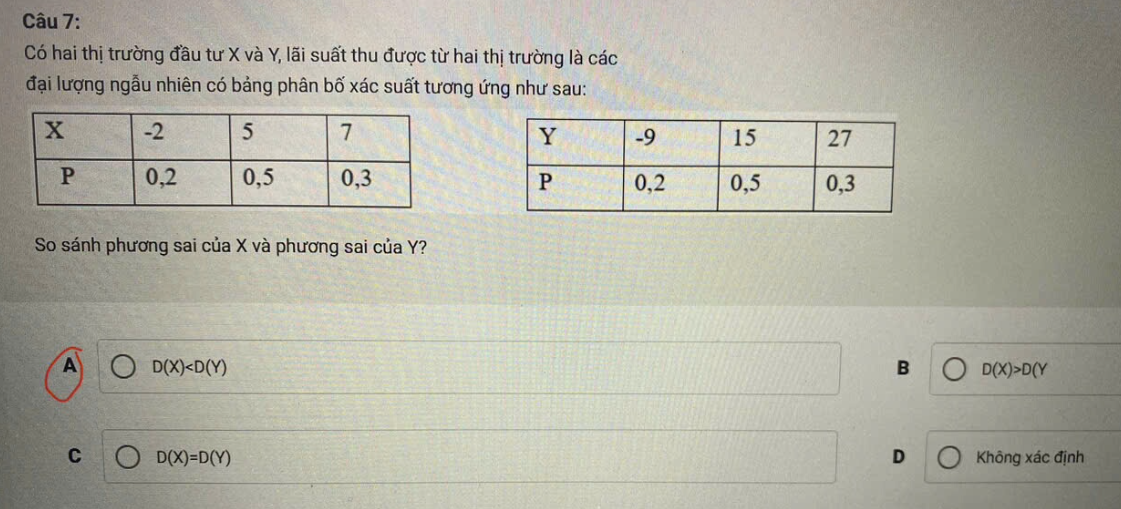 Câu 7:
Có hai thị trường đầu tư X và Y, lãi suất thu được từ hai thị trường là các
đại lượng ngẫu nhiên có bảng phân bố xác suất tương ứng như sau:
X -2 5 7
P 0,2 0,5 0,3
Y -9 15 27
P 0,2 0,5 0,3
So sánh phương sai của X và phương sai của Y?
A D(X)<D(Y)
B D(X)>D(Y
C D(X)=D(Y)
D Không xác định